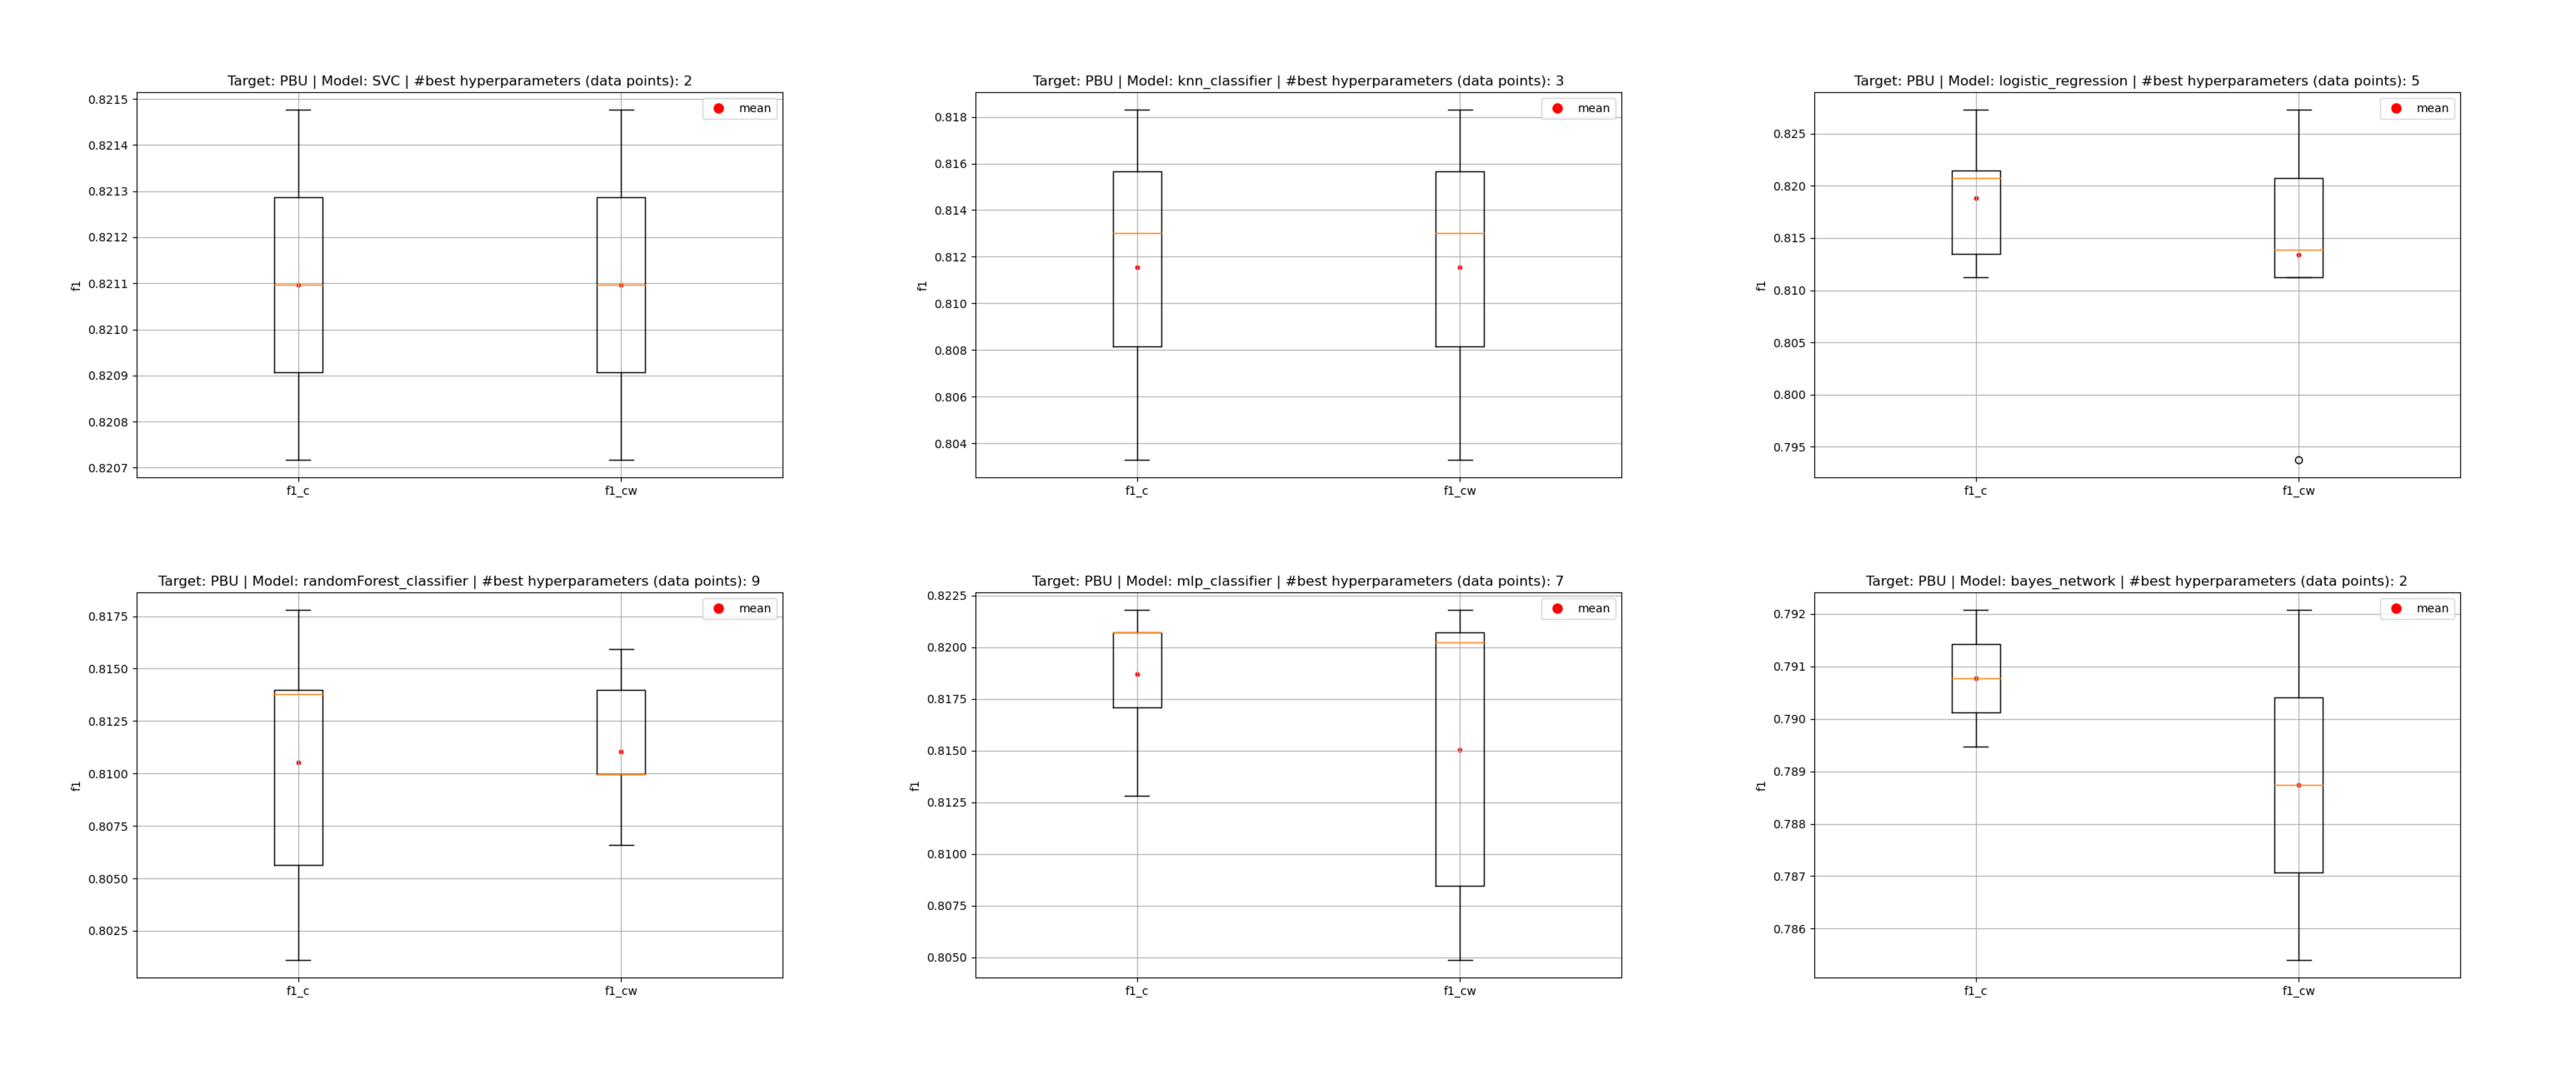 Target: PBU | Model: SVC | #best hyperparameters (data points): 2
mean
0.8215
0.8214
0.8213
0.8212
0.8211
0.8210
0.8209
0.8208
0.8207
f1
f1_c f1_cw
Target: PBU | Model: knn_classifier | #best hyperparameters (data points): 3
mean
0.818
0.816
0.814
0.812
0.810
0.808
0.806
0.804
f1
f1_c f1_cw
Target: PBU | Model: logistic_regression | #best hyperparameters (data points): 5
mean
0.825
0.820
0.815
0.810
0.805
0.800
0.795
f1
f1_c f1_cw
Target: PBU | Model: randomForest_classifier | #best hyperparameters (data points): 9
mean
0.8175
0.8150
0.8125
0.8100
0.8075
0.8050
0.8025
f1
f1_c f1_cw
Target: PBU | Model: mlp_classifier | #best hyperparameters (data points): 7
mean
0.8225
0.8200
0.8175
0.8150
0.8125
0.8100
0.8075
0.8050
f1
f1_c f1_cw
Target: PBU | Model: bayes_network | #best hyperparameters (data points): 2
mean
0.792
0.791
0.790
0.789
0.788
0.787
0.786
f1
f1_c f1_cw